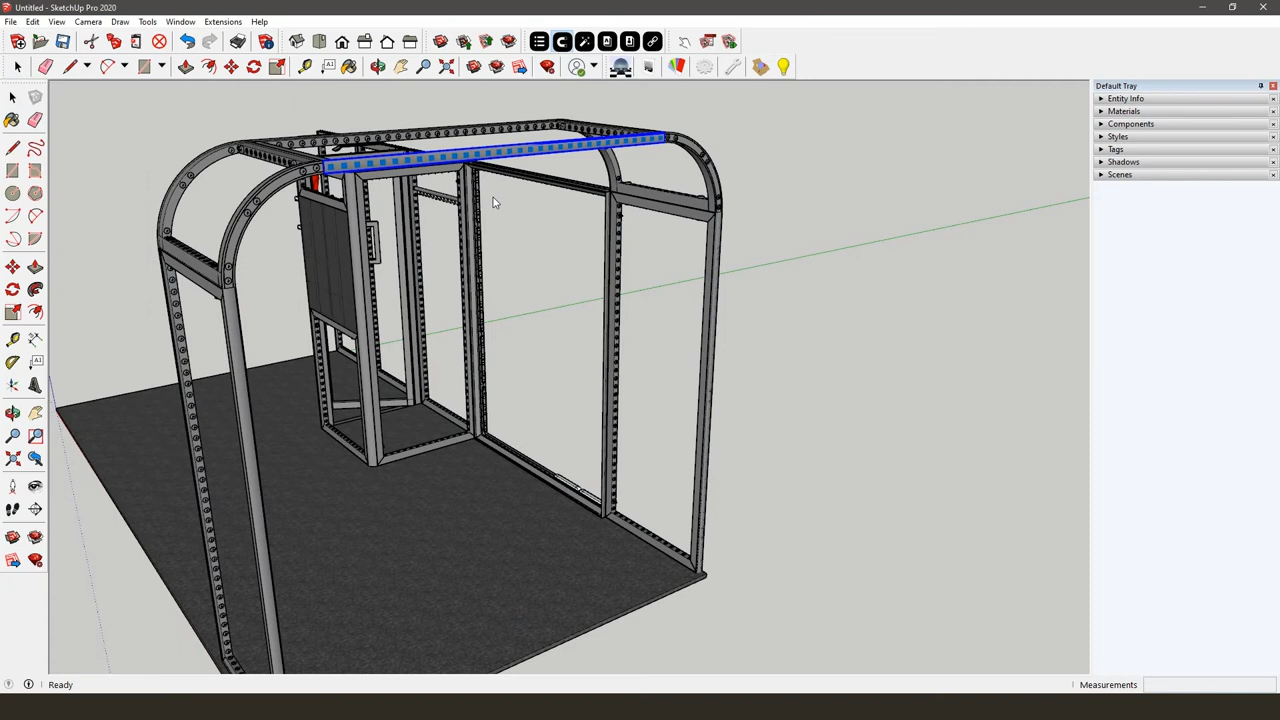 Untitled - SketchUp Pro 2020
File Edit View Camera Draw Tools Window Extensions Help
Default Tray
Entity Info
Materials
Components
Styles
Tags
Shadows
Scenes
Ready
Measurements